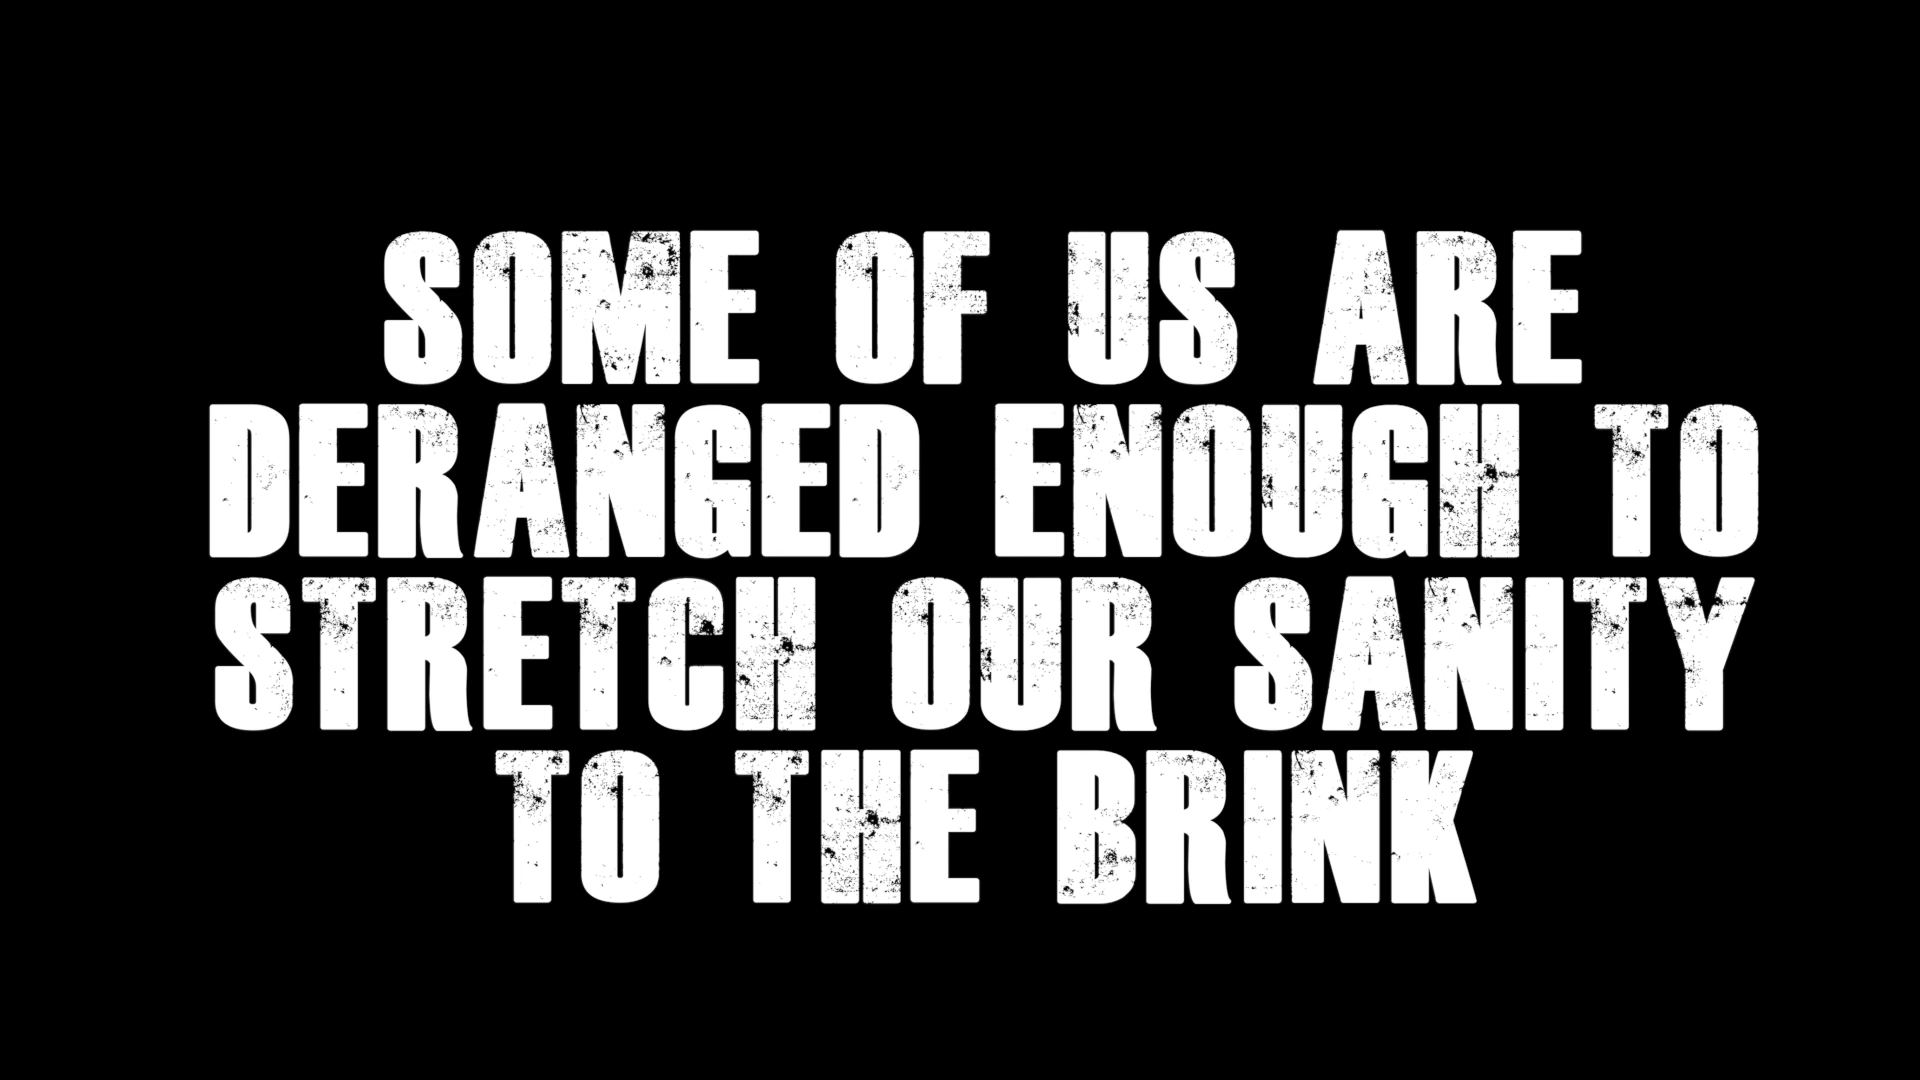 SOME OF US ARE
DERANGED ENOUGH TO
STRETCH OUR SANITY
TO THE BRINK